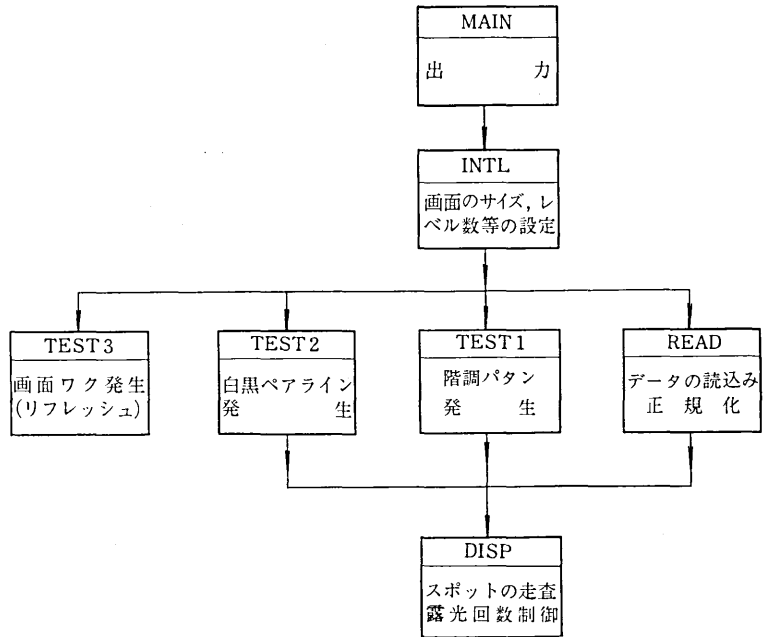 MAIN
出力
INTL
画面のサイズ，レ
ベル数等の設定
TEST3
画面ワク発生
(リフレッシュ)
TEST2
白黒ペアライン
発生
TEST1
階調パタン
発生
READ
データの読込み
正規化
DISP
スポットの走査
露光回数制御